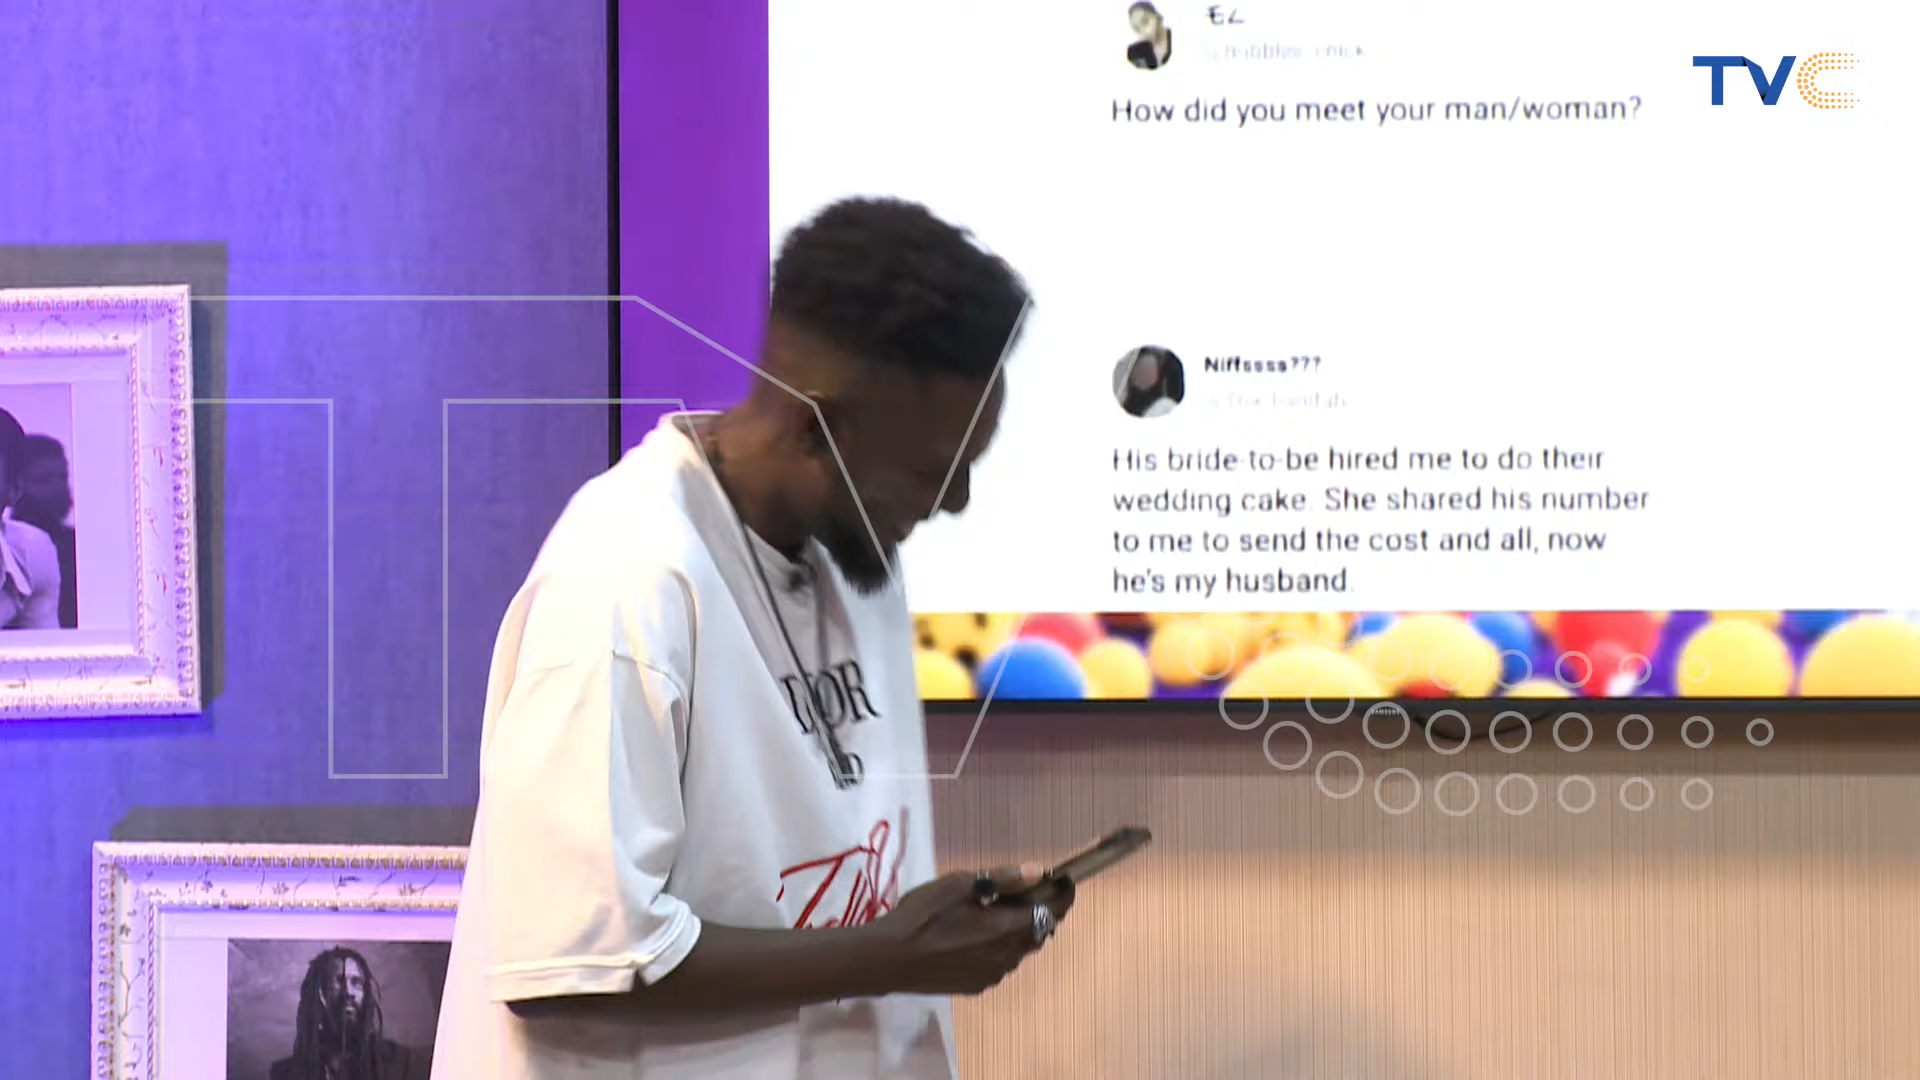 TVC
How did you meet your man/woman?
Niffssss???
His bride-to-be hired me to do their
wedding cake. She shared his number
to me to send the cost and all, now
he's my husband.